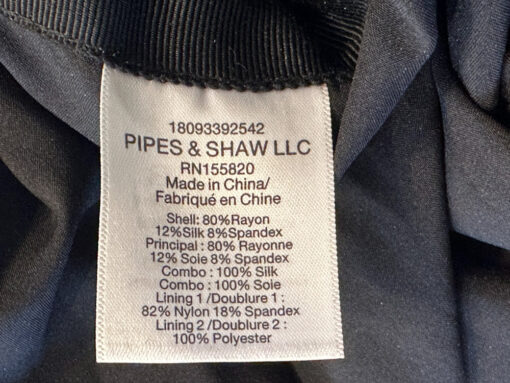 18093392542
PIPES & SHAW LLC
RN155820
Made in China/
Fabriqué en Chine
Shell: 80%Rayon
12%Silk 8%Spandex
Principal : 80% Rayonne
12% Soie 8% Spandex
Combo : 100% Silk
Combo : 100% Soie
Lining 1 /Doublure 1 :
82% Nylon 18% Spandex
Lining 2 /Doublure 2 :
100% Polyester